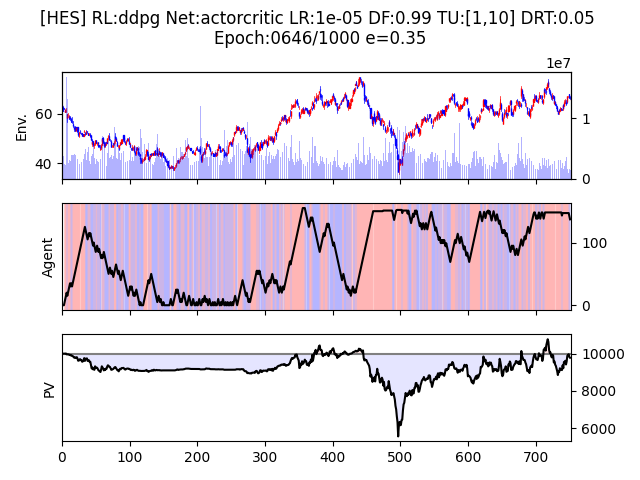 [HES] RL:ddpg Net:actorcritic LR:1e-05 DF:0.99 TU:[1,10] DRT:0.05
Epoch:0646/1000 e=0.35
1e7
Env.
60
40
1
0
Agent
100
0
PV
10000
8000
6000
0 100 200 300 400 500 600 700